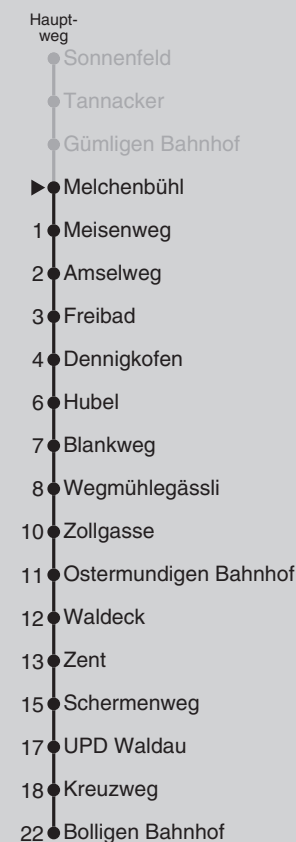 Haupt-
weg
Sonnenfeld
Tannacker
Gümligen Bahnhof
Melchenbühl
1 Meisenweg
2 Amselweg
3 Freibad
4 Dennigkofen
6 Hubel
7 Blankweg
8 Wegmühlegässli
10 Zollgasse
11 Ostermundigen Bahnhof
12 Waldeck
13 Zent
15 Schermenweg
17 UPD Waldau
18 Kreuzweg
22 Bolligen Bahnhof